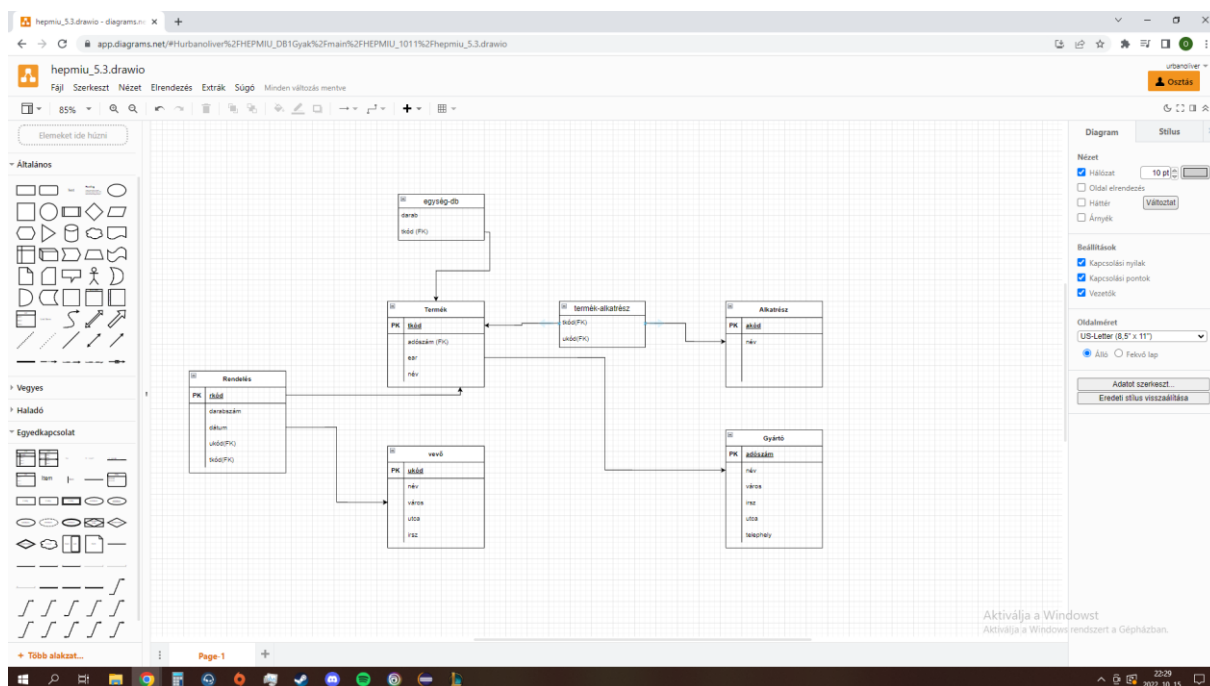 hepmiu_5.3.drawio - diagrams.ne
app.diagrams.net/#Hurbanoliver%2FHEPMIU_DB1Gyak%2Fmain%2FHEPMIU_1011%2Fhepmiu_5.3.drawio
hepmiu_5.3.drawio
urbanoliver
Fájl Szerkeszt Nézet Elrendezés Extrák Súgó Minden változás mentve
Osztás
85%
Elemeket ide húzni
Általános
Vegyes
Haladó
Egyedkapcsolat
Item
Több alakzat...
egység-db
darab
tkód (FK)
Termék
PK tkód
adószám (FK)
ear
név
termék-alkatrész
tkód(FK)
ukód(FK)
Alkatrész
PK akód
név
Rendelés
PK rkód
darabszám
dátum
ukód(FK)
tkód(FK)
vevő
PK ukód
név
város
utca
irsz
Gyártó
PK adószám
név
város
irsz
utca
telephely
Page-1
Diagram Stílus
Nézet
Hálózat 10 pt
Oldal elrendezés
Háttér Változtat
Árnyék
Beállítások
Kapcsolási nyilak
Kapcsolási pontok
Vezetők
Oldalméret
US-Letter (8,5" x 11")
Álló Fekvő lap
Adatot szerkeszt...
Eredeti stílus visszaálítása
Aktiválja a Windowst
Aktiválja a Windows rendszert a Gépházban.
22:29
2022. 10. 15.